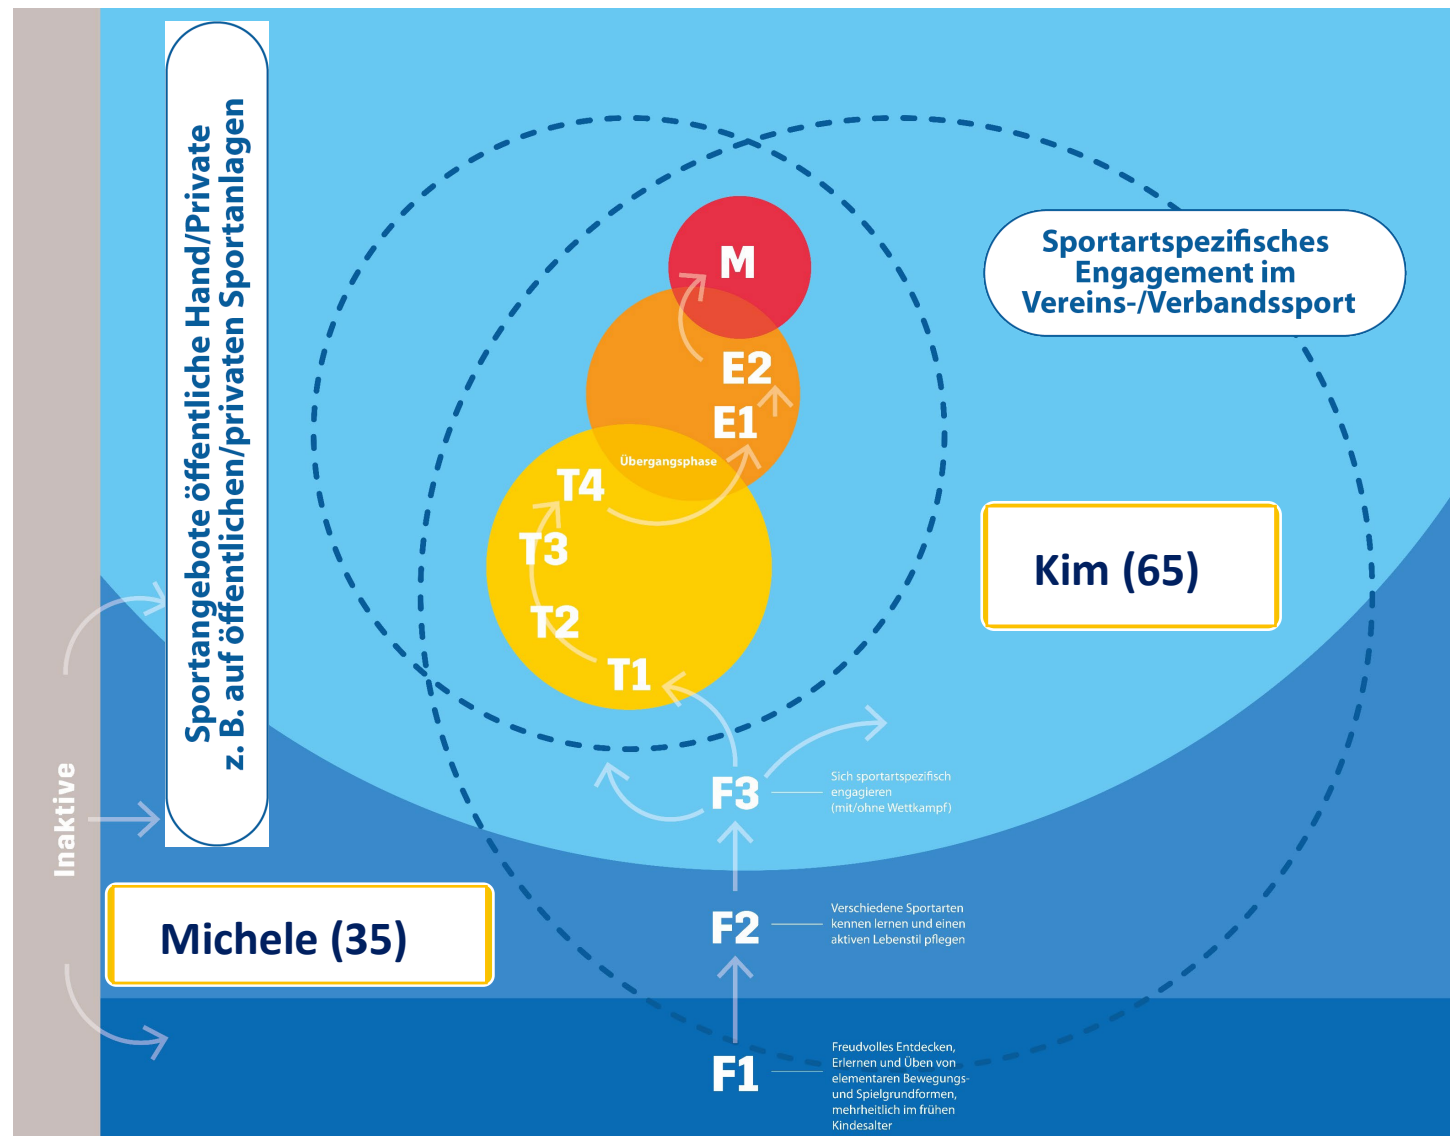 Sportangebote öffentliche Hand/Private
z. B. auf öffentlichen/privaten Sportanlagen
Sportartspezifisches
Engagement im
Vereins-/Verbandssport
M
E2
E1
Übergangsphase
T4
T3
T2
T1
Kim (65)
Inaktive
F3
Sich sportartspezifisch
engagieren
(mit/ohne Wettkampf)
Michele (35)
F2
Verschiedene Sportarten
kennen lernen und einen
aktiven Lebenstil pflegen
F1
Freudvolles Entdecken,
Erlernen und Üben von
elementaren Bewegungs-
und Spielgrundformen,
mehrheitlich im frühen
Kindesalter